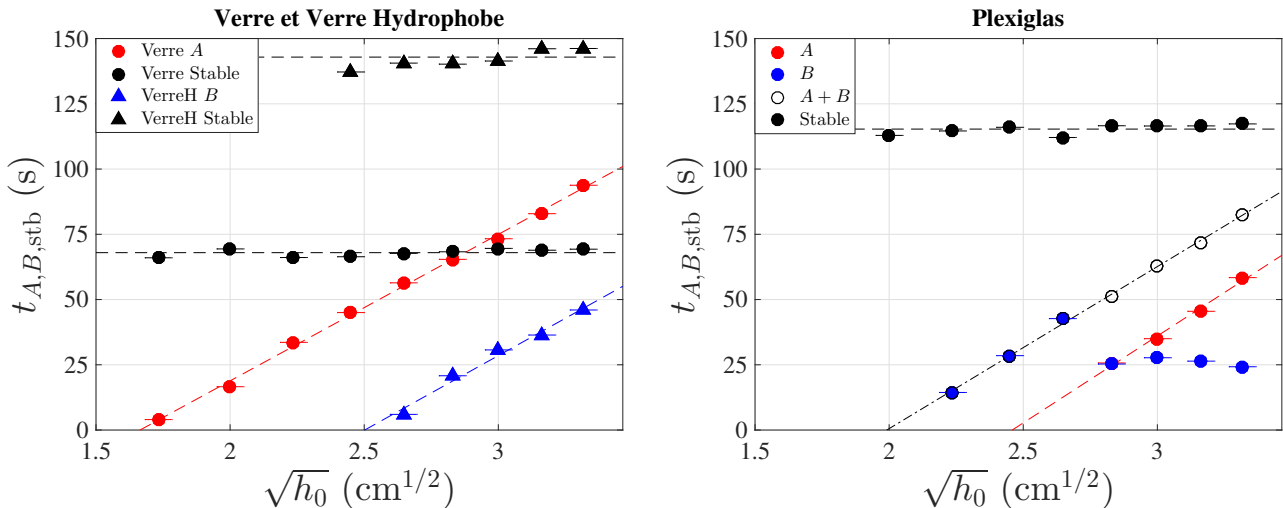 Verre et Verre Hydrophobe
150
125
100
75
50
25
0
1.5
2
2.5
3
Verre A
Verre Stable
VerreH B
VerreH Stable
t_{A,B,stb} (s)
√h₀ (cm^{1/2})
Plexiglas
150
125
100
75
50
25
0
1.5
2
2.5
3
A
B
A + B
Stable
t_{A,B,stb} (s)
√h₀ (cm^{1/2})